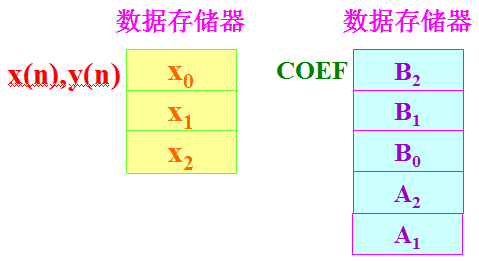 数据存储器 数据存储器
x(n),y(n) x₀ COEF B₂
x₁ B₁
x₂ B₀
A₂
A₁